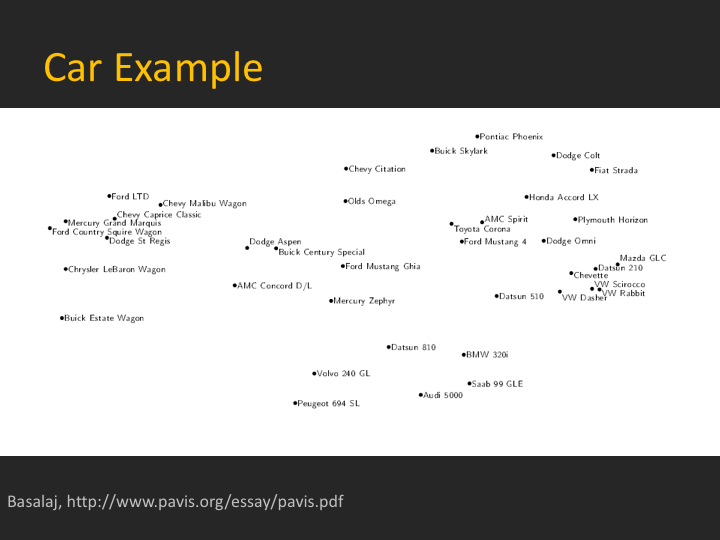 Car Example
Pontiac Phoenix
Buick Skylark
Dodge Colt
Chevy Citation
Fiat Strada
Ford LTD
Honda Accord LX
Chevy Malibu Wagon
Olds Omega
Chevy Caprice Classic
Mercury Grand Marquis
AMC Spirit
Plymouth Horizon
Ford Country Squire Wagon
Toyota Corona
Dodge St Regis
Dodge Aspen
Ford Mustang 4
Dodge Omni
Buick Century Special
Mazda GLC
Ford Mustang Ghia
Datsun 210
Chrysler LeBaron Wagon
Chevette
AMC Concord D/L
VW Scirocco
VW Rabbit
Datsun 510
VW Dasher
Mercury Zephyr
Buick Estate Wagon
Datsun 810
BMW 320i
Volvo 240 GL
Saab 99 GLE
Audi 5000
Peugeot 694 SL
Basalaj, http://www.pavis.org/essay/pavis.pdf